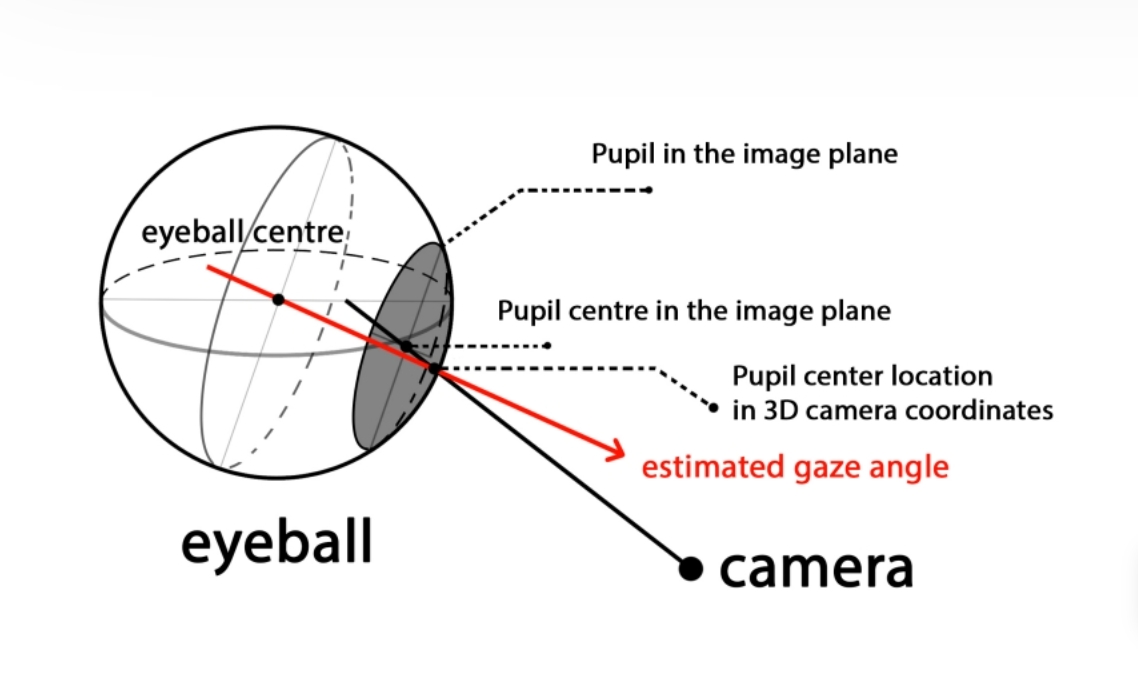 Pupil in the image plane
eyeball centre
Pupil centre in the image plane
Pupil center location
in 3D camera coordinates
estimated gaze angle
eyeball
camera